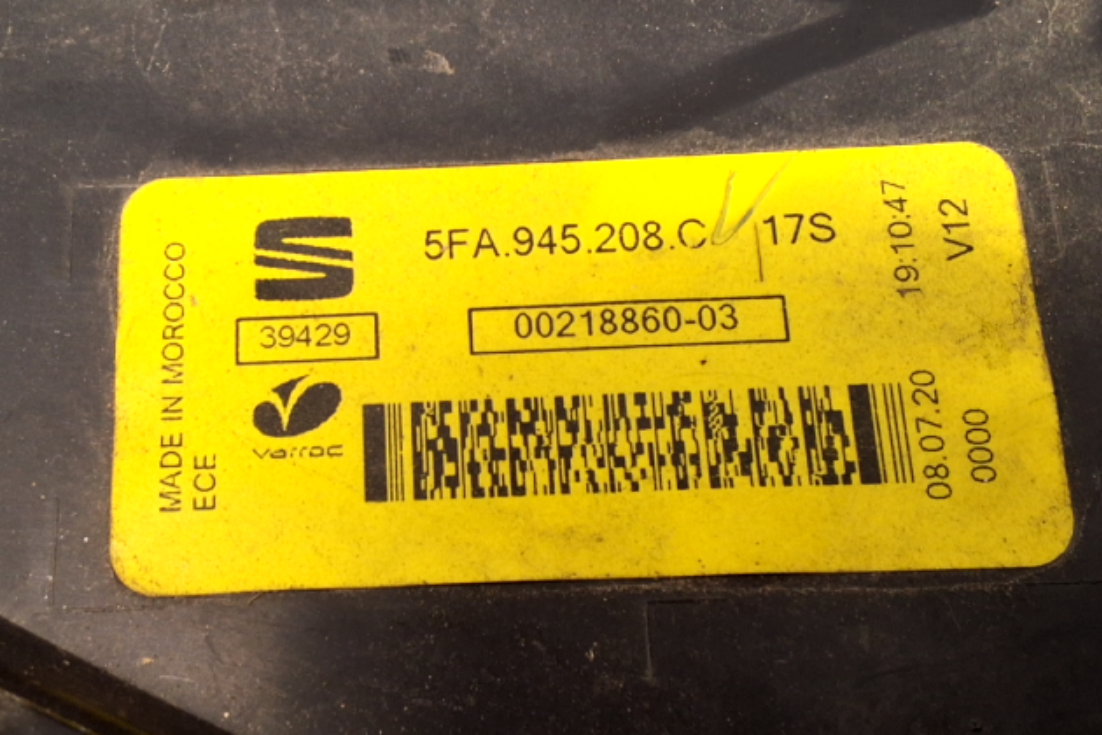 MADE IN MOROCCO
ECE
5FA.945.208.C 17S
39429
00218860-03
varroc
19:10:47
V12
08.07.20
0000